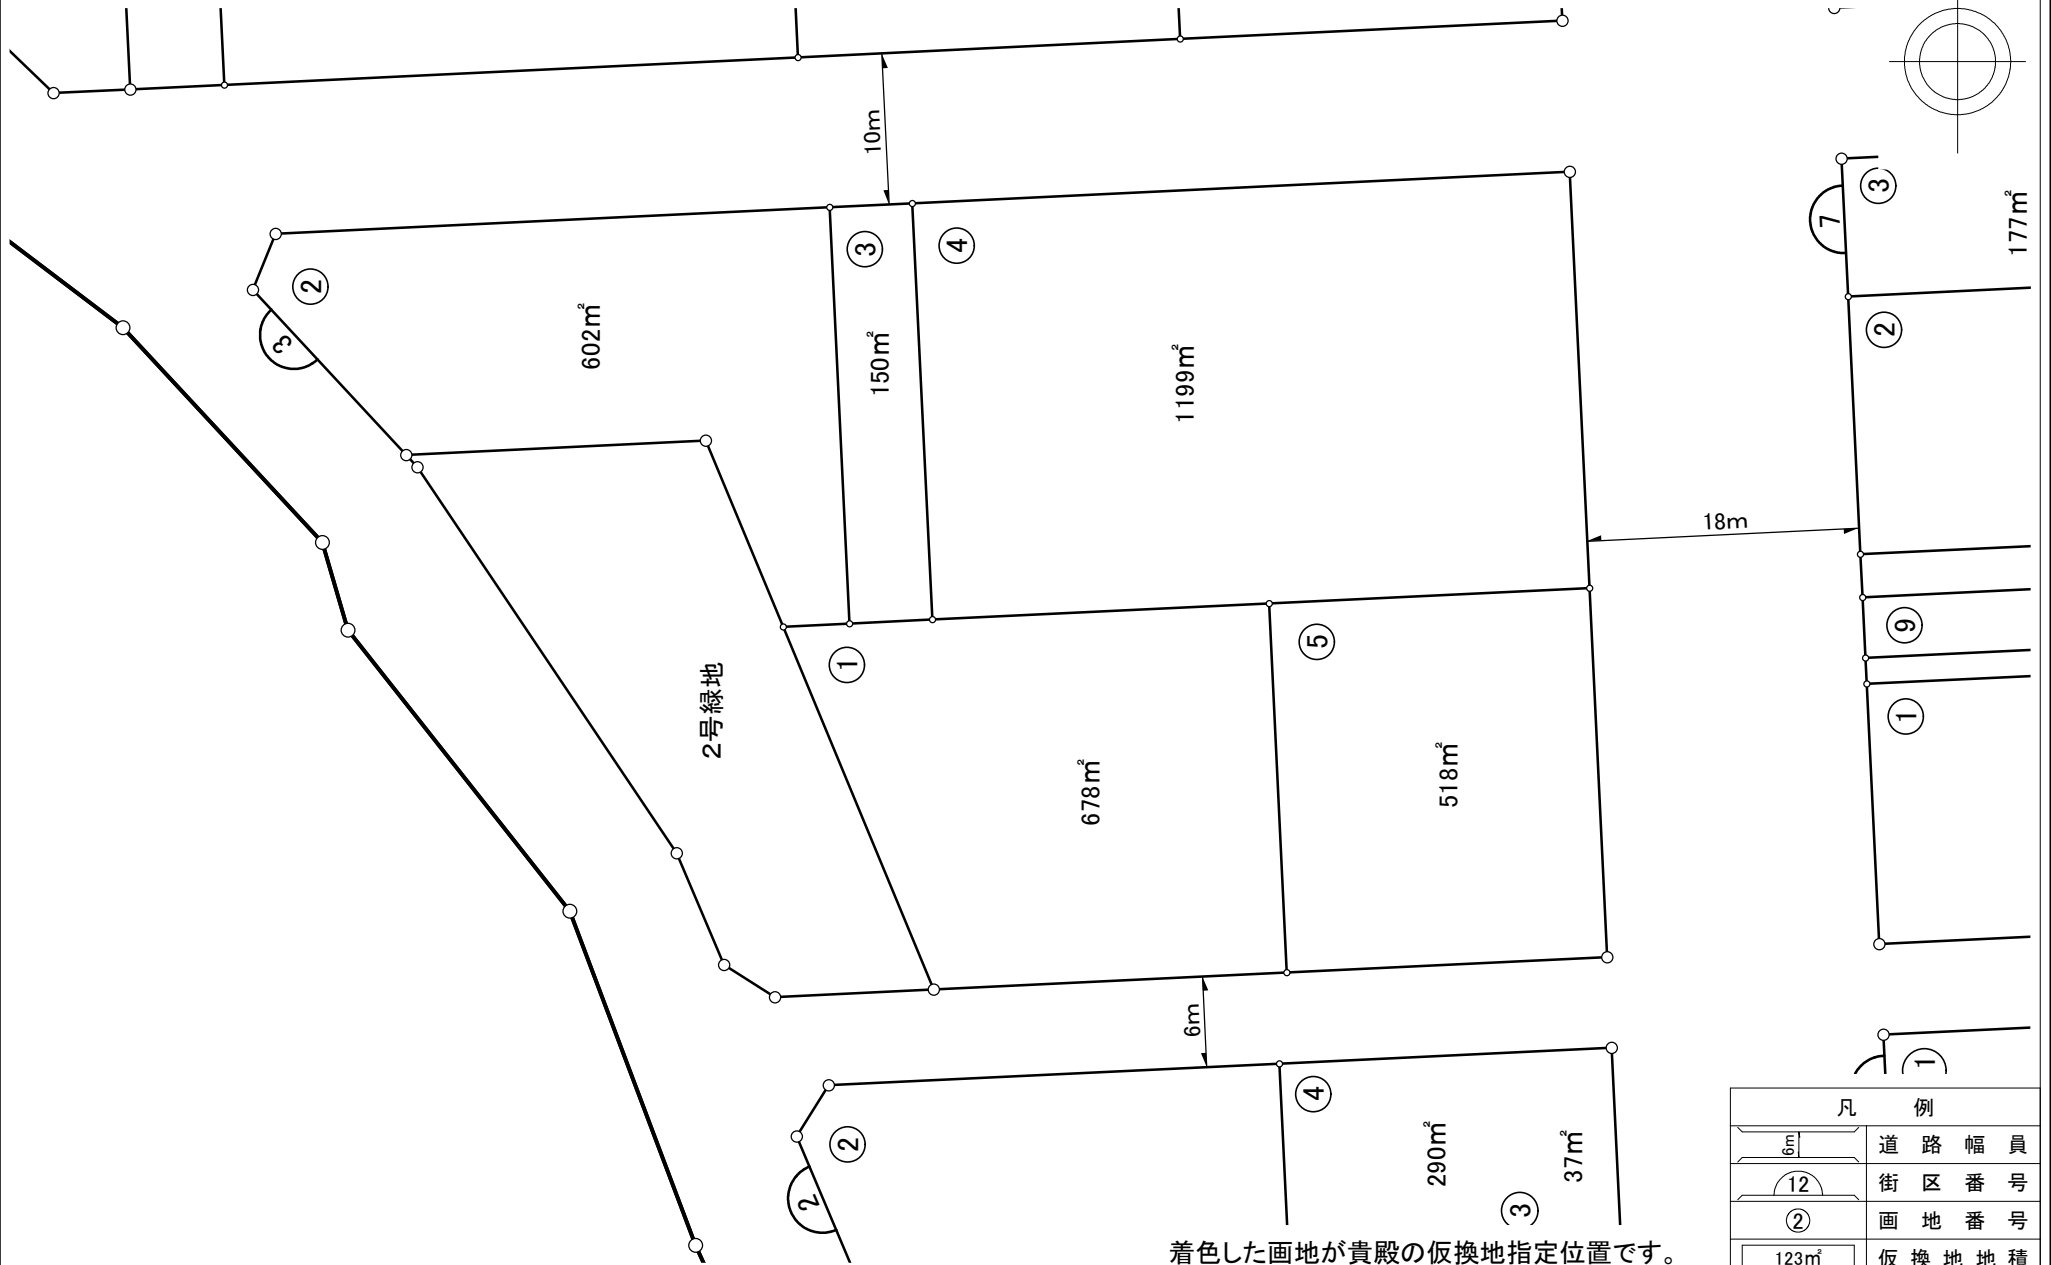 10m
③
7
177㎡
④
③
②
②
3
602㎡
150㎡
1199㎡
18m
⑨
①
⑤
2号緑地
①
678㎡
518㎡
6m
①
④
②
290㎡
37㎡
2
③
着色した画地が貴殿の仮換地指定位置です。
凡 例
6m 道路幅員
12 街区番号
② 画地番号
123㎡ 仮換地地積